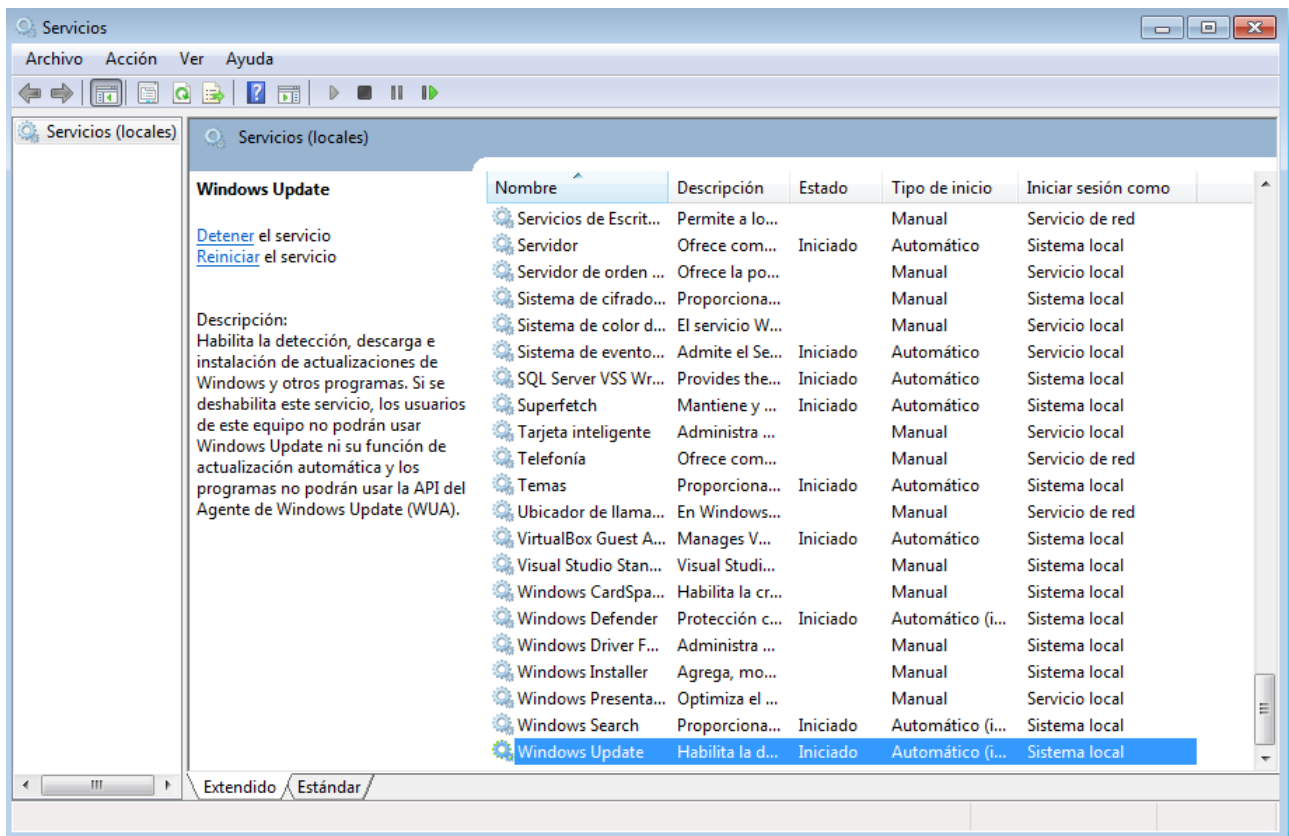 Servicios
Archivo Acción Ver Ayuda
Servicios (locales)
Servicios (locales)
Windows Update
Detener el servicio
Reiniciar el servicio
Descripción:
Habilita la detección, descarga e
instalación de actualizaciones de
Windows y otros programas. Si se
deshabilita este servicio, los usuarios
de este equipo no podrán usar
Windows Update ni su función de
actualización automática y los
programas no podrán usar la API del
Agente de Windows Update (WUA).
Nombre Descripción Estado Tipo de inicio Iniciar sesión como
Servicios de Escrit... Permite a lo... Manual Servicio de red
Servidor Ofrece com... Iniciado Automático Sistema local
Servidor de orden ... Ofrece la po... Manual Servicio local
Sistema de cifrado... Proporciona... Manual Sistema local
Sistema de color d... El servicio W... Manual Servicio local
Sistema de evento... Admite el Se... Iniciado Automático Servicio local
SQL Server VSS Wr... Provides the... Iniciado Automático Sistema local
Superfetch Mantiene y ... Iniciado Automático Sistema local
Tarjeta inteligente Administra ... Manual Servicio local
Telefonía Ofrece com... Manual Servicio de red
Temas Proporciona... Iniciado Automático Sistema local
Ubicador de llama... En Windows... Manual Servicio de red
VirtualBox Guest A... Manages V... Iniciado Automático Sistema local
Visual Studio Stan... Visual Studi... Manual Sistema local
Windows CardSpa... Habilita la cr... Manual Sistema local
Windows Defender Protección c... Iniciado Automático (i... Sistema local
Windows Driver F... Administra ... Manual Sistema local
Windows Installer Agrega, mo... Manual Sistema local
Windows Presenta... Optimiza el ... Manual Servicio local
Windows Search Proporciona... Iniciado Automático (i... Sistema local
Windows Update Habilita la d... Iniciado Automático (i... Sistema local
Extendido Estándar